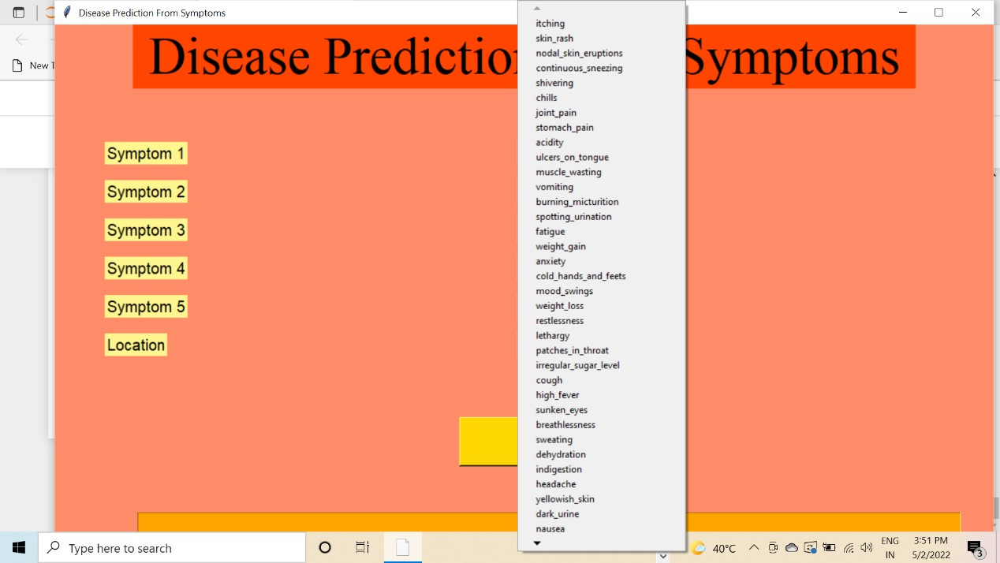 Disease Prediction From Symptoms
New T
Disease Prediction Symptoms
Symptom 1
Symptom 2
Symptom 3
Symptom 4
Symptom 5
Location
itching
skin_rash
nodal_skin_eruptions
continuous_sneezing
shivering
chills
joint_pain
stomach_pain
acidity
ulcers_on_tongue
muscle_wasting
vomiting
burning_micturition
spotting_urination
fatigue
weight_gain
anxiety
cold_hands_and_feets
mood_swings
weight_loss
restlessness
lethargy
patches_in_throat
irregular_sugar_level
cough
high_fever
sunken_eyes
breathlessness
sweating
dehydration
indigestion
headache
yellowish_skin
dark_urine
nausea
Type here to search
40°C
ENG
IN
3:51 PM
5/2/2022
3